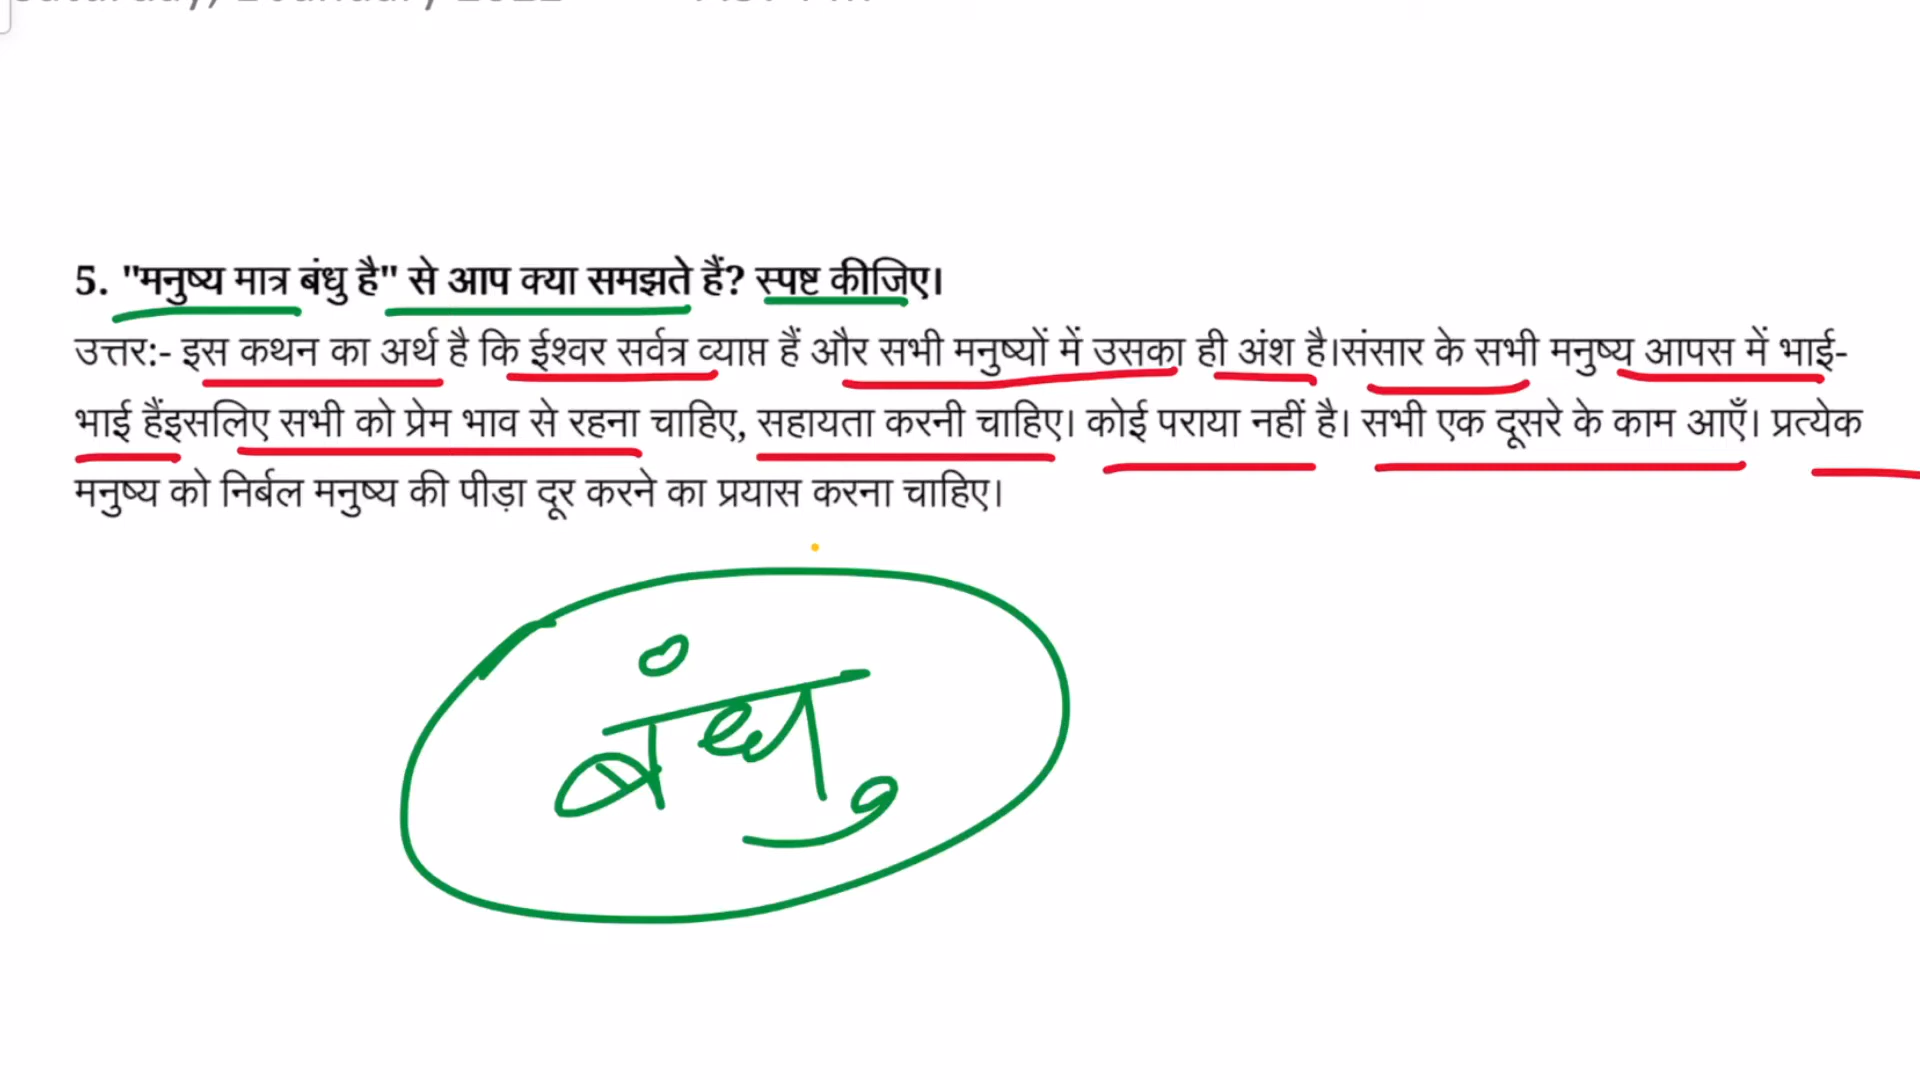 5. "मनुष्य मात्र बंधु है" से आप क्या समझते हैं? स्पष्ट कीजिए।
उत्तर:- इस कथन का अर्थ है कि ईश्वर सर्वत्र व्याप्त हैं और सभी मनुष्यों में उसका ही अंश है।संसार के सभी मनुष्य आपस में भाई-
भाई हैंइसलिए सभी को प्रेम भाव से रहना चाहिए, सहायता करनी चाहिए। कोई पराया नहीं है। सभी एक दूसरे के काम आएँ। प्रत्येक
मनुष्य को निर्बल मनुष्य की पीड़ा दूर करने का प्रयास करना चाहिए।
बंधु